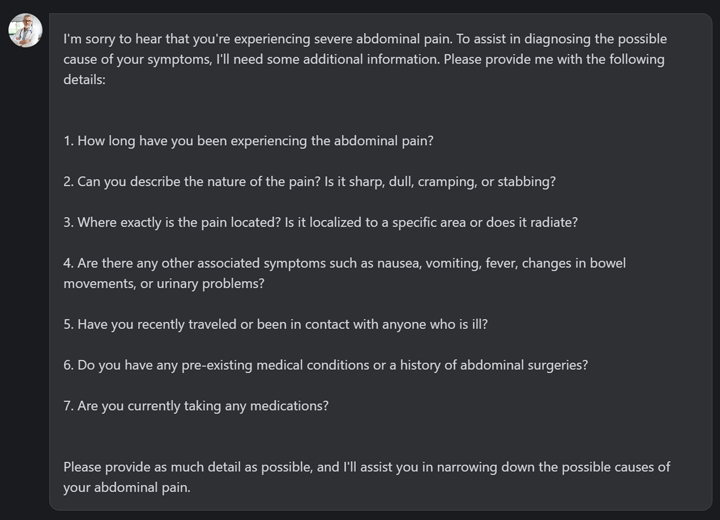 I'm sorry to hear that you're experiencing severe abdominal pain. To assist in diagnosing the possible
cause of your symptoms, I'll need some additional information. Please provide me with the following
details:
1. How long have you been experiencing the abdominal pain?
2. Can you describe the nature of the pain? Is it sharp, dull, cramping, or stabbing?
3. Where exactly is the pain located? Is it localized to a specific area or does it radiate?
4. Are there any other associated symptoms such as nausea, vomiting, fever, changes in bowel
movements, or urinary problems?
5. Have you recently traveled or been in contact with anyone who is ill?
6. Do you have any pre-existing medical conditions or a history of abdominal surgeries?
7. Are you currently taking any medications?
Please provide as much detail as possible, and I'll assist you in narrowing down the possible causes of
your abdominal pain.